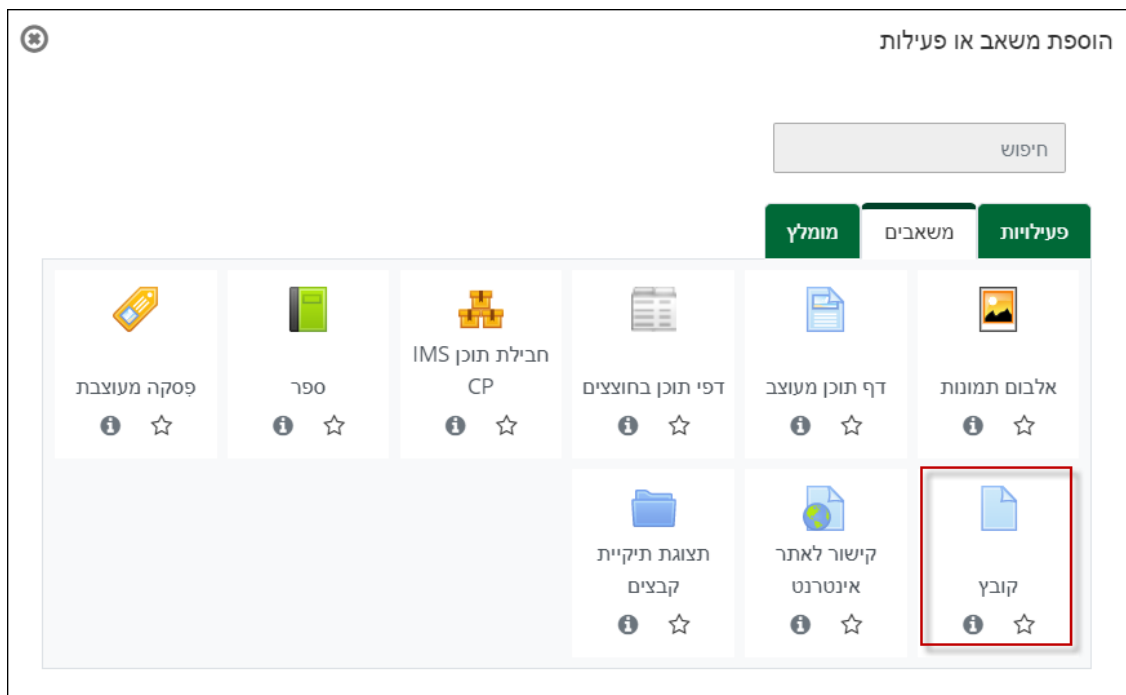 הוספת משאב או פעילות
חיפוש
פעילויות
משאבים
מומלץ
אלבום תמונות
דף תוכן מעוצב
דפי תוכן בחוצצים
חבילת תוכן IMS
CP
ספר
פִסקה מעוצבת
קובץ
קישור לאתר
אינטרנט
תצוגת תיקיית
קבצים